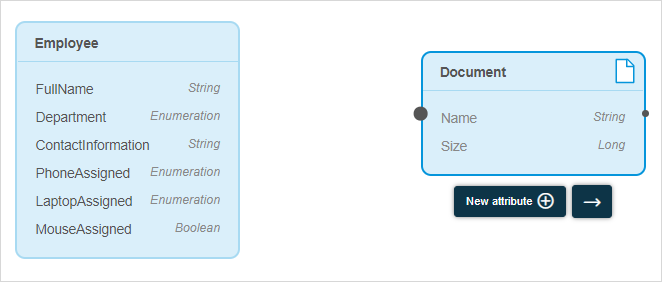 Employee
FullName String
Department Enumeration
ContactInformation String
PhoneAssigned Enumeration
LaptopAssigned Enumeration
MouseAssigned Boolean
Document
Name String
Size Long
New attribute